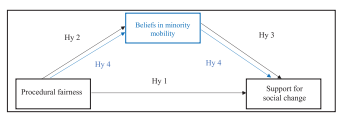 Beliefs in minority
mobility
Hy 2
Hy 3
Hy 4
Hy 4
Hy 1
Procedural fairness
Support for
social change